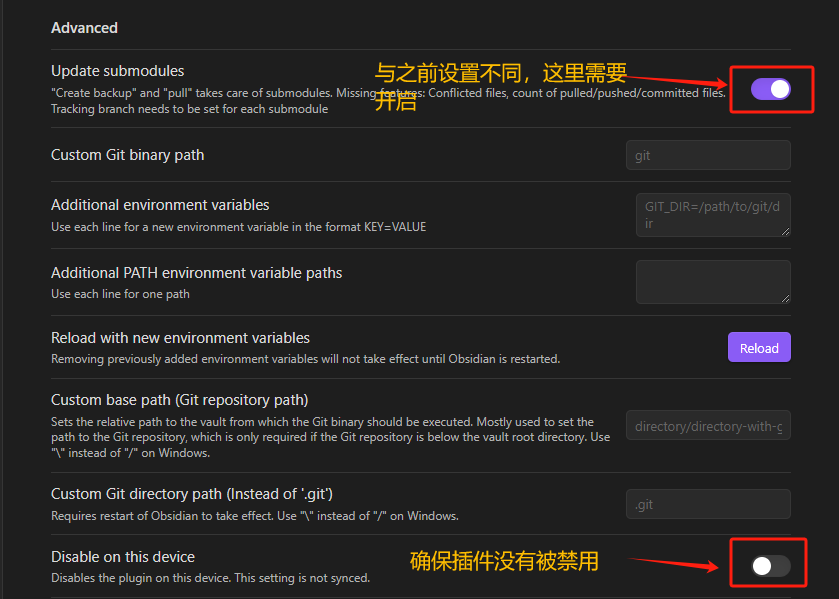 Advanced
Update submodules
与之前设置不同，这里需要
开启
"Create backup" and "pull" takes care of submodules. Missing features: Conflicted files, count of pulled/pushed/committed files.
Tracking branch needs to be set for each submodule
Custom Git binary path
git
Additional environment variables
Use each line for a new environment variable in the format KEY=VALUE
GIT_DIR=/path/to/git/d
ir
Additional PATH environment variable paths
Use each line for one path
Reload with new environment variables
Removing previously added environment variables will not take effect until Obsidian is restarted.
Reload
Custom base path (Git repository path)
Sets the relative path to the vault from which the Git binary should be executed. Mostly used to set the
path to the Git repository, which is only required if the Git repository is below the vault root directory. Use
"\" instead of "/" on Windows.
directory/directory-with-g
Custom Git directory path (Instead of '.git')
Requires restart of Obsidian to take effect. Use "\" instead of "/" on Windows.
.git
Disable on this device
Disables the plugin on this device. This setting is not synced.
确保插件没有被禁用